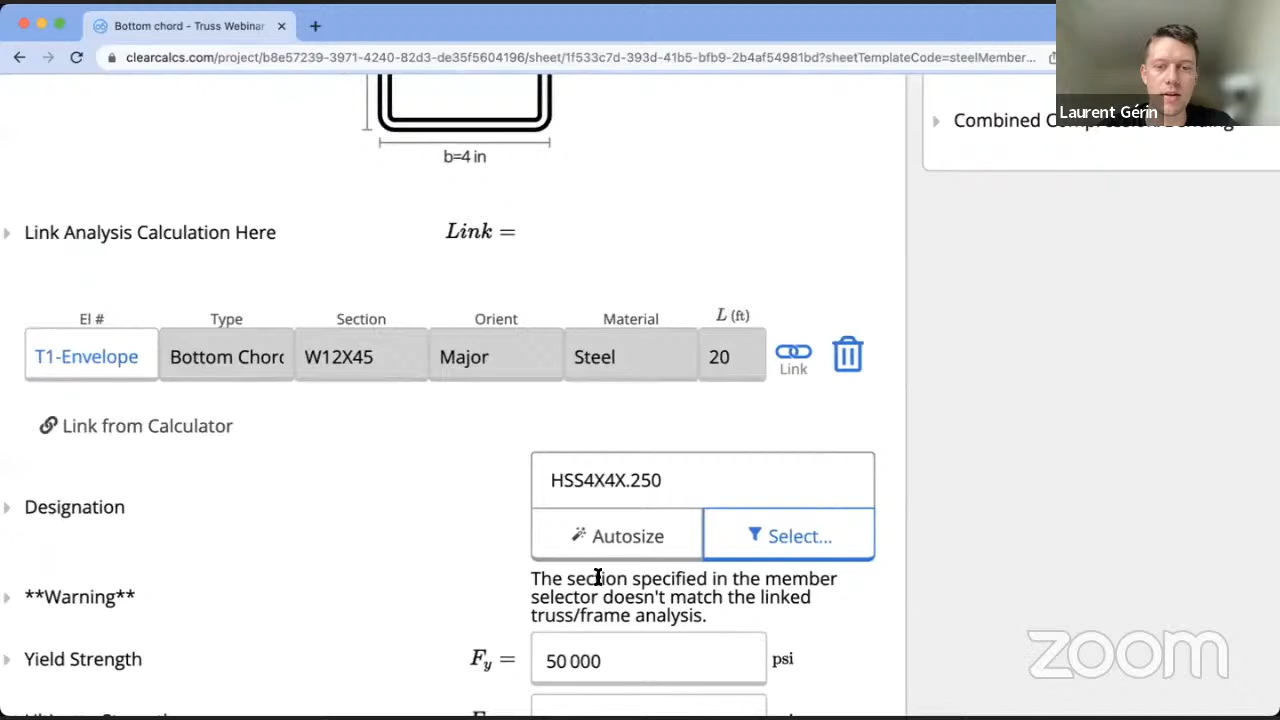 Bottom chord - Truss Webinar
clearcalcs.com/project/b8e57239-3971-4240-82d3-de35f5604196/sheet/1f533c7d-393d-41b5-bfb9-2b4af54981bd?sheetTemplateCode=steelMember...
Laurent Gérin
Combined
b=4 in
Link Analysis Calculation Here
Link =
El # Type Section Orient Material L (ft)
T1-Envelope Bottom Chord W12X45 Major Steel 20
Link
Link from Calculator
HSS4X4X.250
Designation
Autosize Select...
The section specified in the member
**Warning** selector doesn't match the linked
truss/frame analysis.
Yield Strength Fy = 50 000 psi
zoom